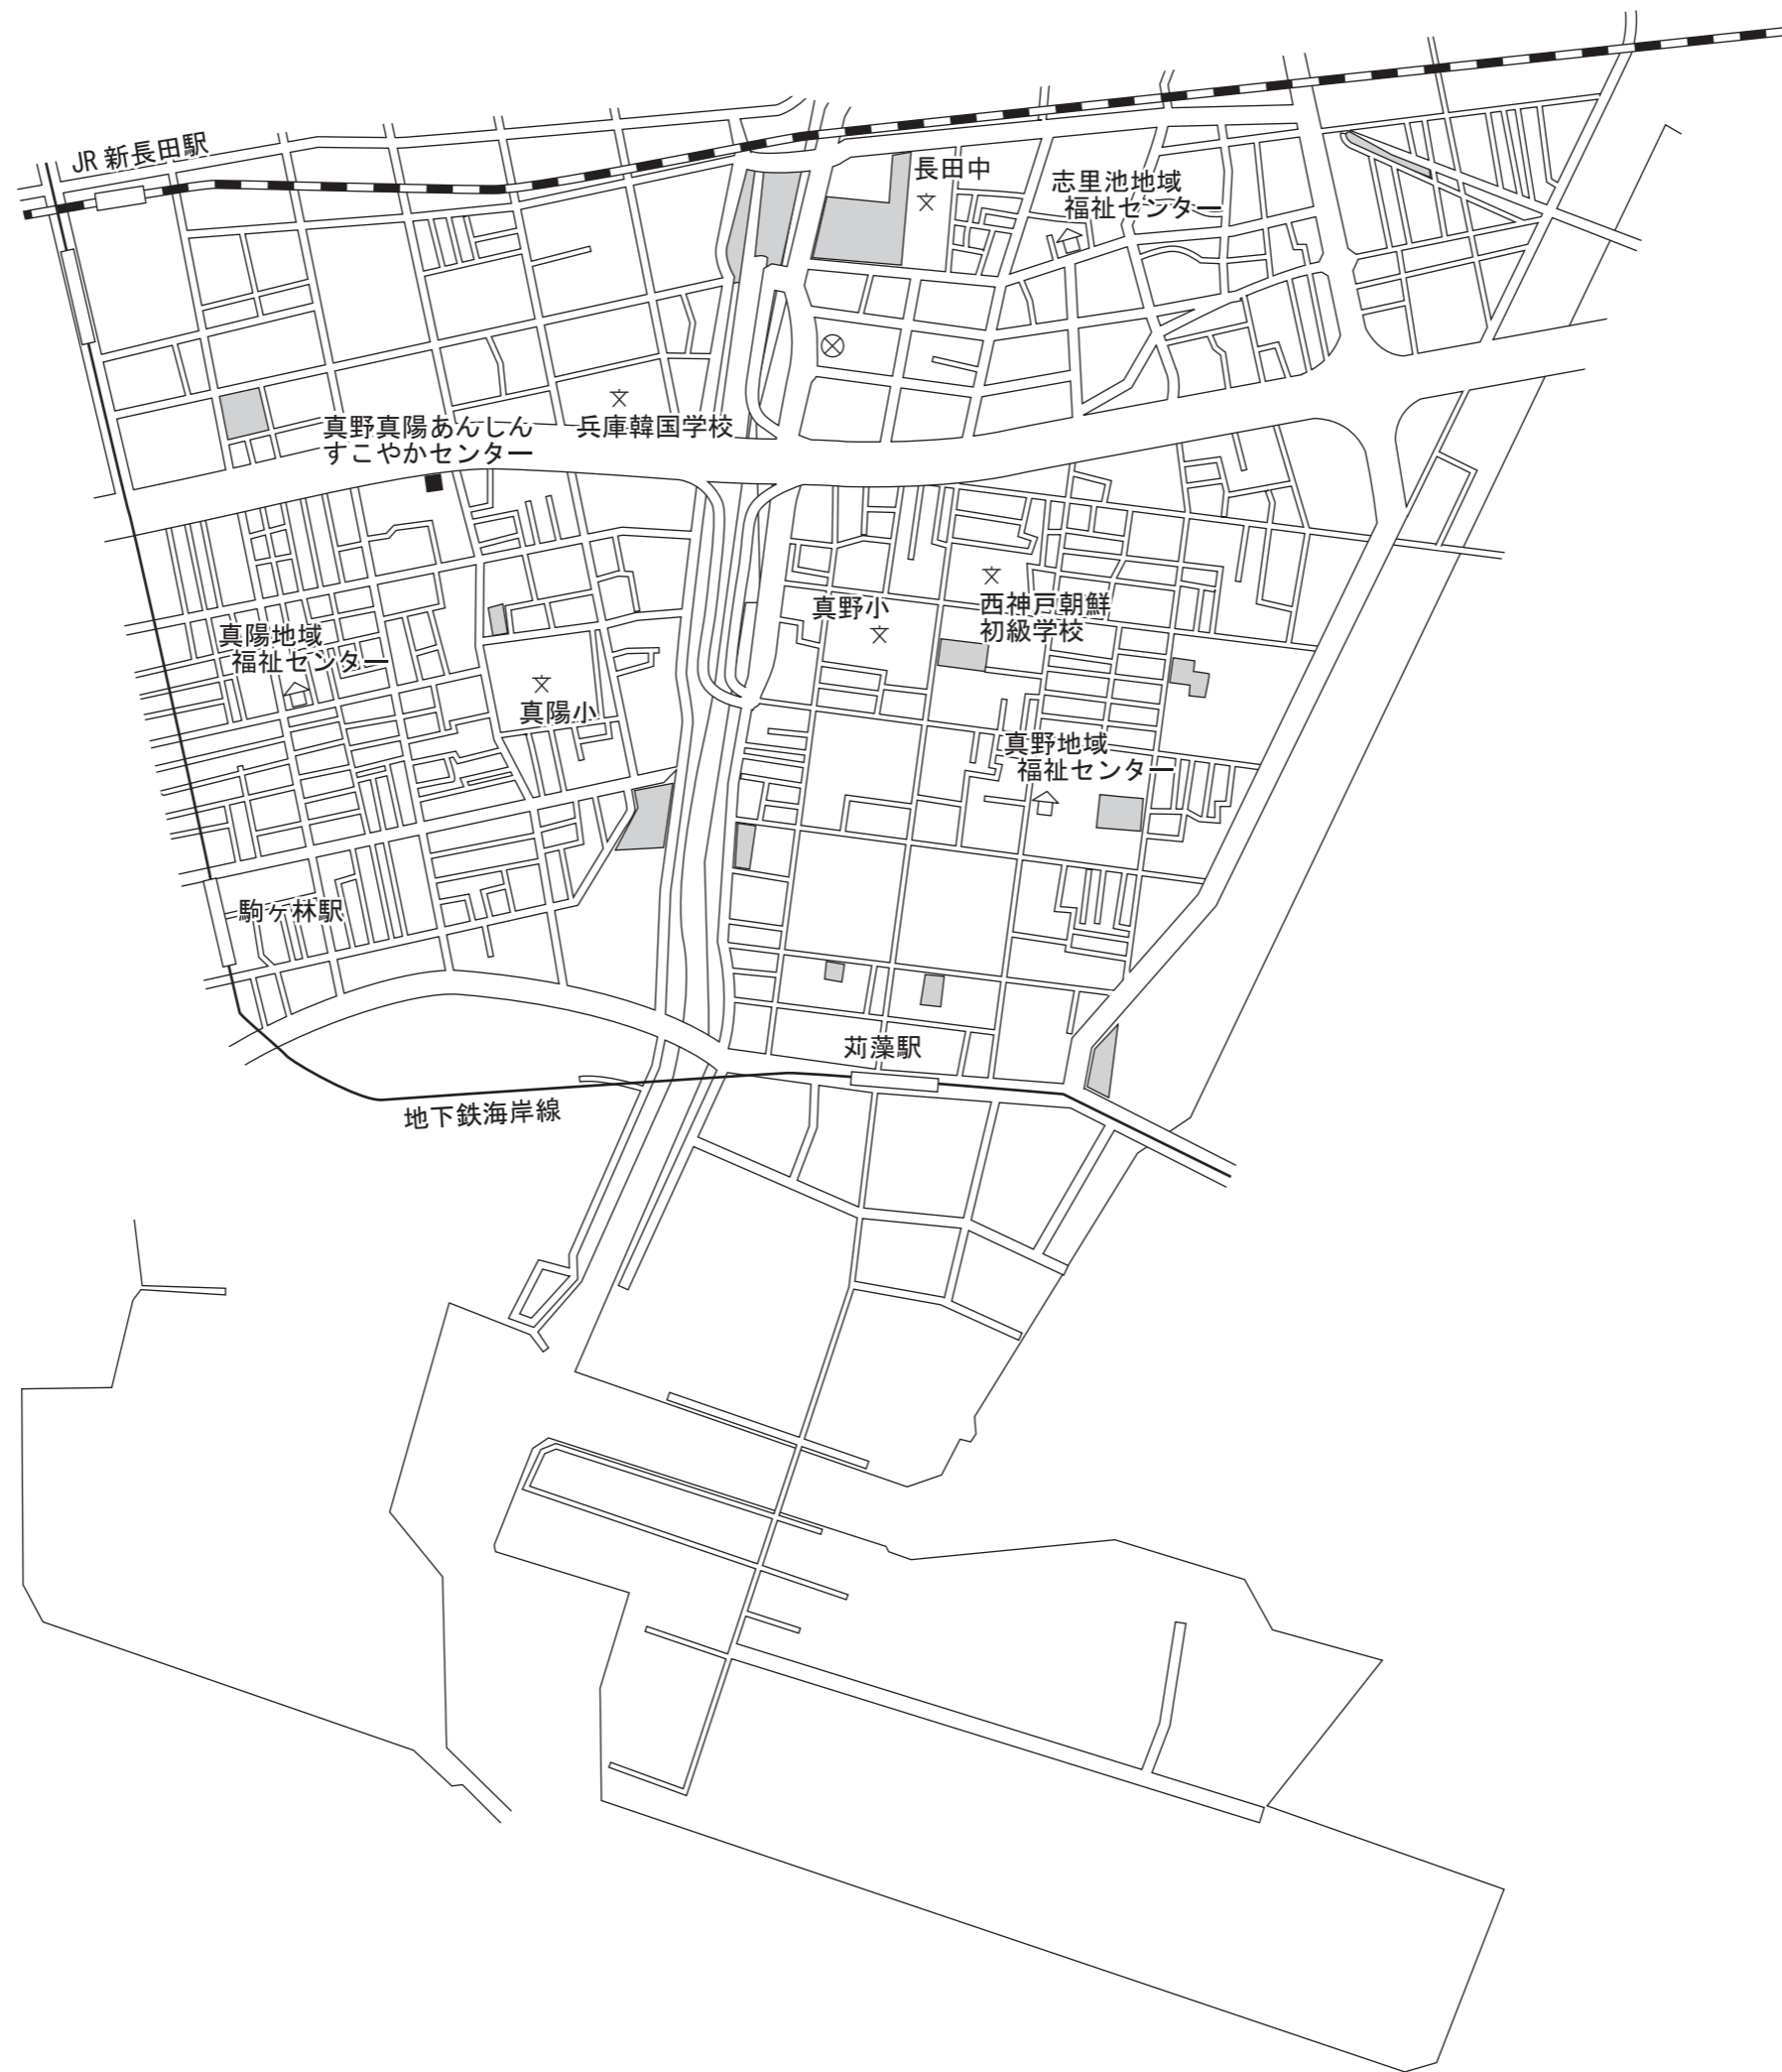 JR 新長田駅
長田中
志里池地域
福祉センター
真野真陽あんしん
すこやかセンター
兵庫韓国学校
真野小
西神戸朝鮮
初級学校
真陽地域
福祉センター
真陽小
真野地域
福祉センター
駒ヶ林駅
苅藻駅
地下鉄海岸線